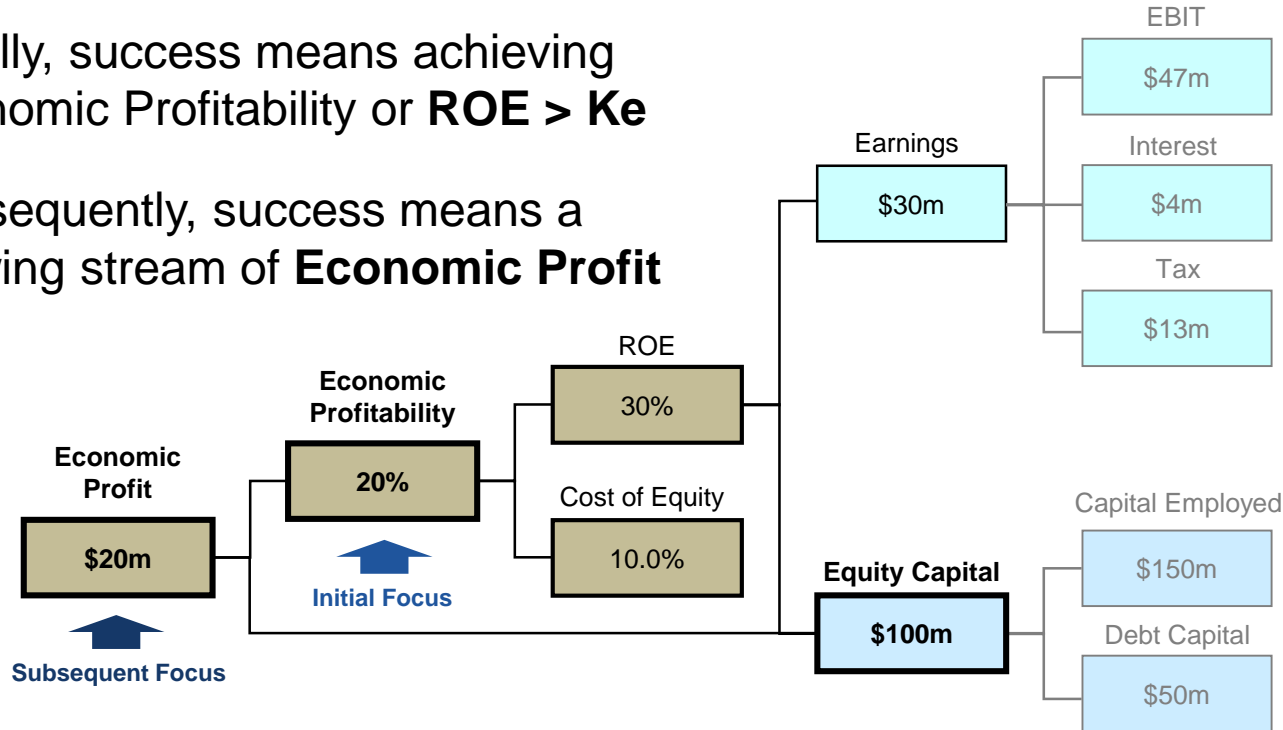 lly, success means achieving
nomic Profitability or ROE > Ke
sequently, success means a
ing stream of Economic Profit
EBIT
$47m
Earnings
Interest
$30m
$4m
Tax
$13m
ROE
Economic
Profitability
30%
Economic
Profit
20%
Cost of Equity
Capital Employed
$20m
10.0%
Equity Capital
$150m
Initial Focus
$100m
Debt Capital
Subsequent Focus
$50m